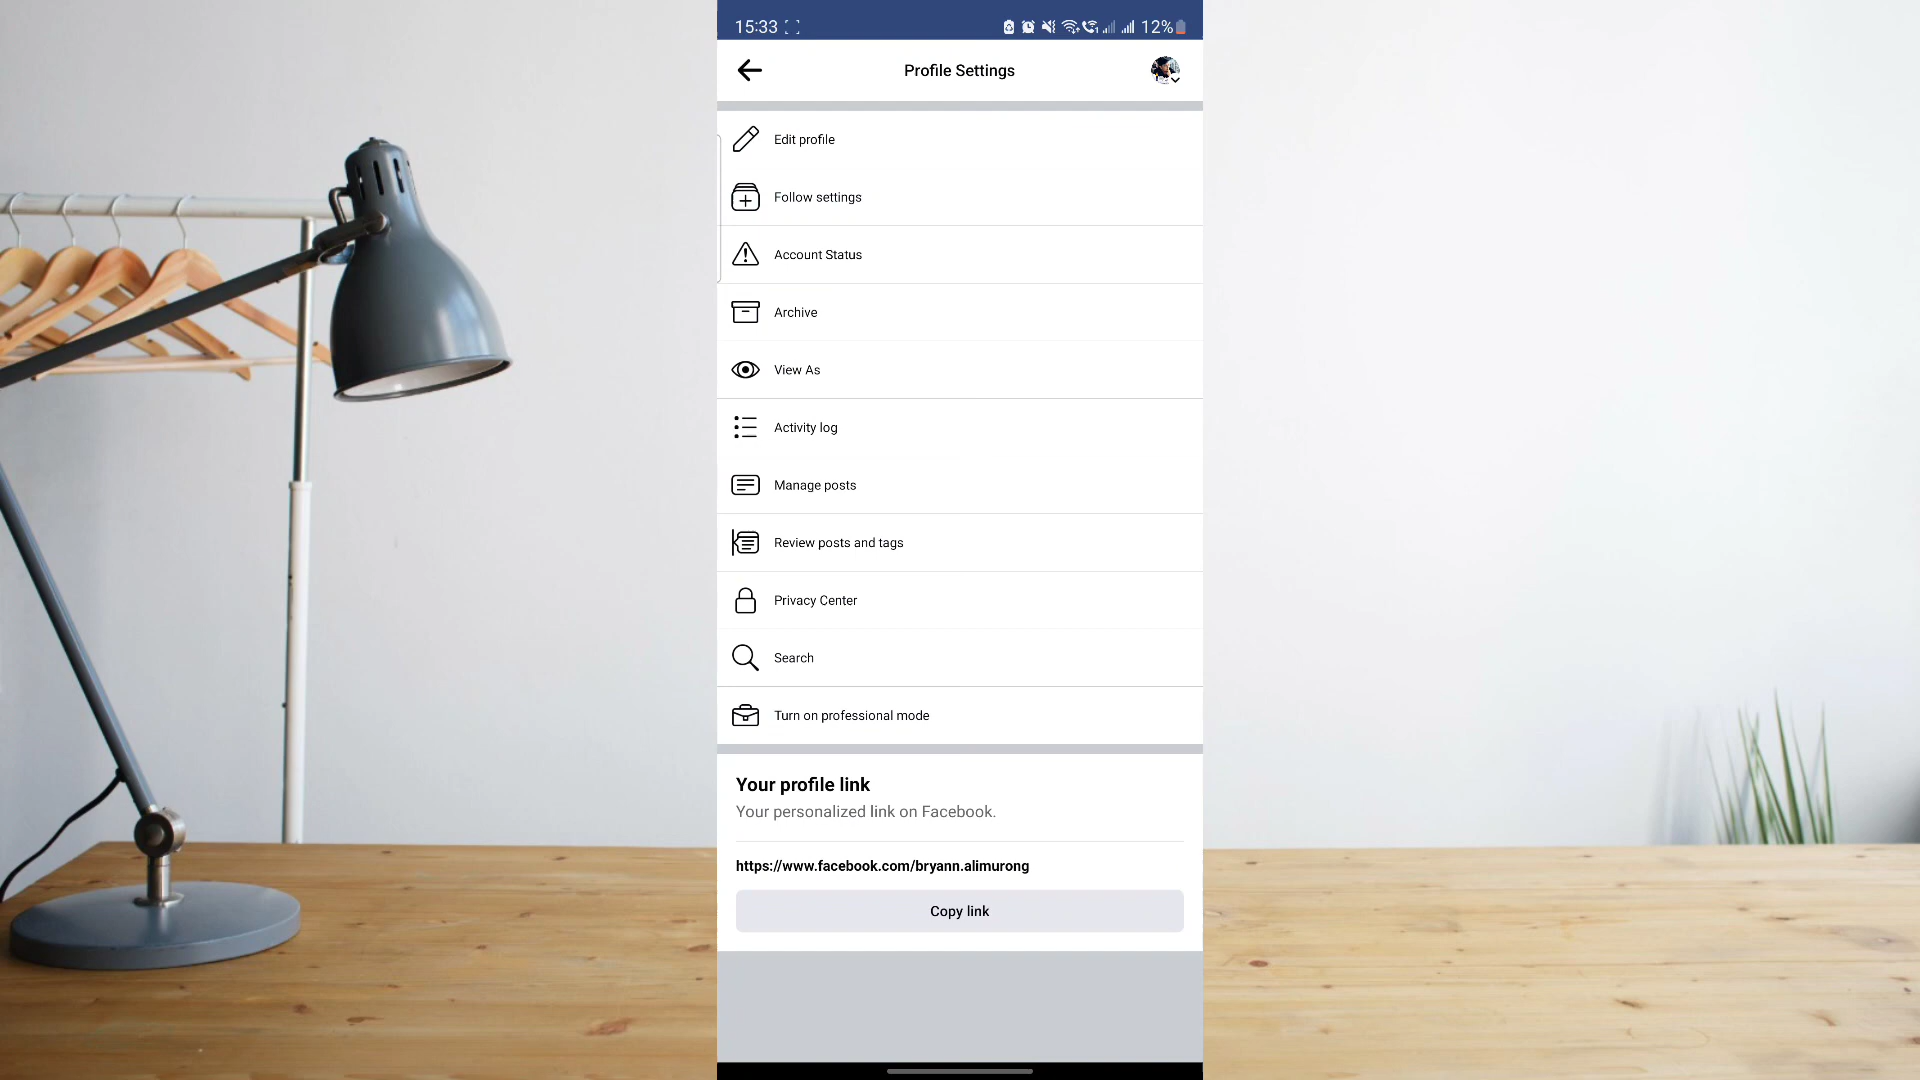 15:33 12%
Profile Settings
Edit profile
Follow settings
Account Status
Archive
View As
Activity log
Manage posts
Review posts and tags
Privacy Center
Search
Turn on professional mode
Your profile link
Your personalized link on Facebook.
https://www.facebook.com/bryann.alimurong
Copy link